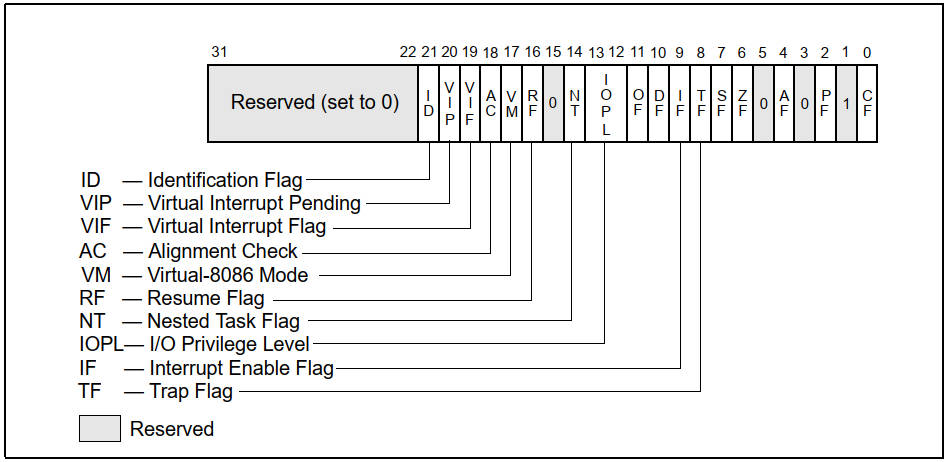 31 22 21 20 19 18 17 16 15 14 13 12 11 10 9 8 7 6 5 4 3 2 1 0
Reserved (set to 0) ID VIP VIF AC VM RF 0 NT IOPL OF DF IF TF SF ZF 0 AF 0 PF 1 CF
ID — Identification Flag
VIP — Virtual Interrupt Pending
VIF — Virtual Interrupt Flag
AC — Alignment Check
VM — Virtual-8086 Mode
RF — Resume Flag
NT — Nested Task Flag
IOPL— I/O Privilege Level
IF — Interrupt Enable Flag
TF — Trap Flag
Reserved